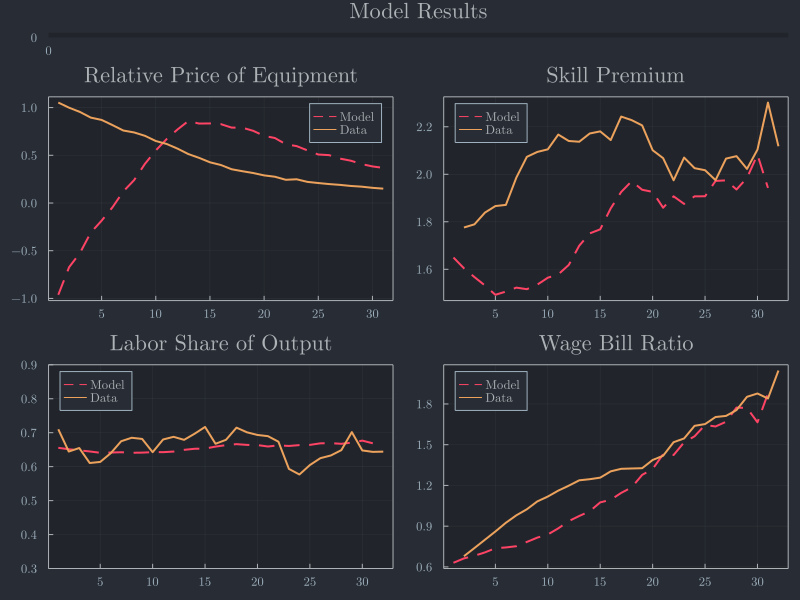 Model Results
0
0
Relative Price of Equipment
Skill Premium
1.0
0.5
0.0
−0.5
−1.0
5 10 15 20 25 30
Model
Data
2.2
2.0
1.8
1.6
5 10 15 20 25 30
Model
Data
Labor Share of Output
Wage Bill Ratio
0.9
0.8
0.7
0.6
0.5
0.4
0.3
5 10 15 20 25 30
Model
Data
1.8
1.5
1.2
0.9
0.6
5 10 15 20 25 30
Model
Data